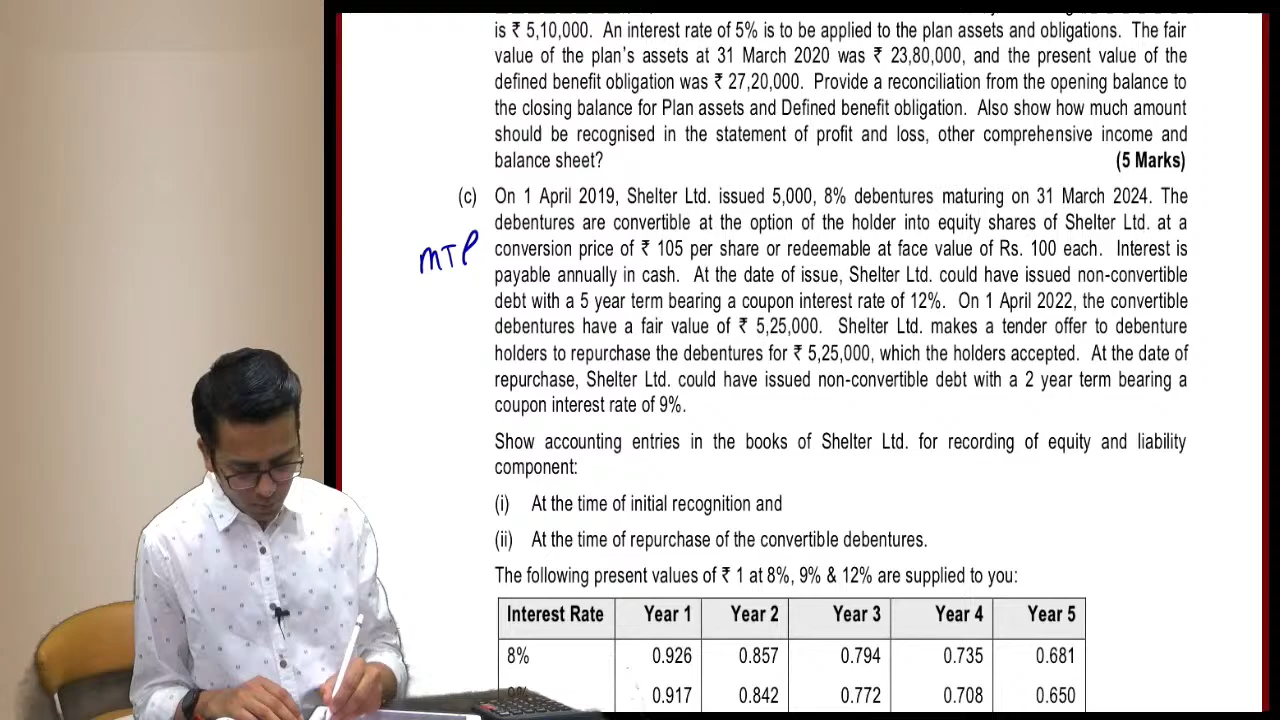 is ₹ 5,10,000. An interest rate of 5% is to be applied to the plan assets and obligations. The fair
value of the plan's assets at 31 March 2020 was ₹ 23,80,000, and the present value of the
defined benefit obligation was ₹ 27,20,000. Provide a reconciliation from the opening balance to
the closing balance for Plan assets and Defined benefit obligation. Also show how much amount
should be recognised in the statement of profit and loss, other comprehensive income and
balance sheet? (5 Marks)
(c) On 1 April 2019, Shelter Ltd. issued 5,000, 8% debentures maturing on 31 March 2024. The
debentures are convertible at the option of the holder into equity shares of Shelter Ltd. at a
MTP conversion price of ₹ 105 per share or redeemable at face value of Rs. 100 each. Interest is
payable annually in cash. At the date of issue, Shelter Ltd. could have issued non-convertible
debt with a 5 year term bearing a coupon interest rate of 12%. On 1 April 2022, the convertible
debentures have a fair value of ₹ 5,25,000. Shelter Ltd. makes a tender offer to debenture
holders to repurchase the debentures for ₹ 5,25,000, which the holders accepted. At the date of
repurchase, Shelter Ltd. could have issued non-convertible debt with a 2 year term bearing a
coupon interest rate of 9%.
Show accounting entries in the books of Shelter Ltd. for recording of equity and liability
component:
(i) At the time of initial recognition and
(ii) At the time of repurchase of the convertible debentures.
The following present values of ₹ 1 at 8%, 9% & 12% are supplied to you:
Interest Rate Year 1 Year 2 Year 3 Year 4 Year 5
8% 0.926 0.857 0.794 0.735 0.681
0.917 0.842 0.772 0.708 0.650